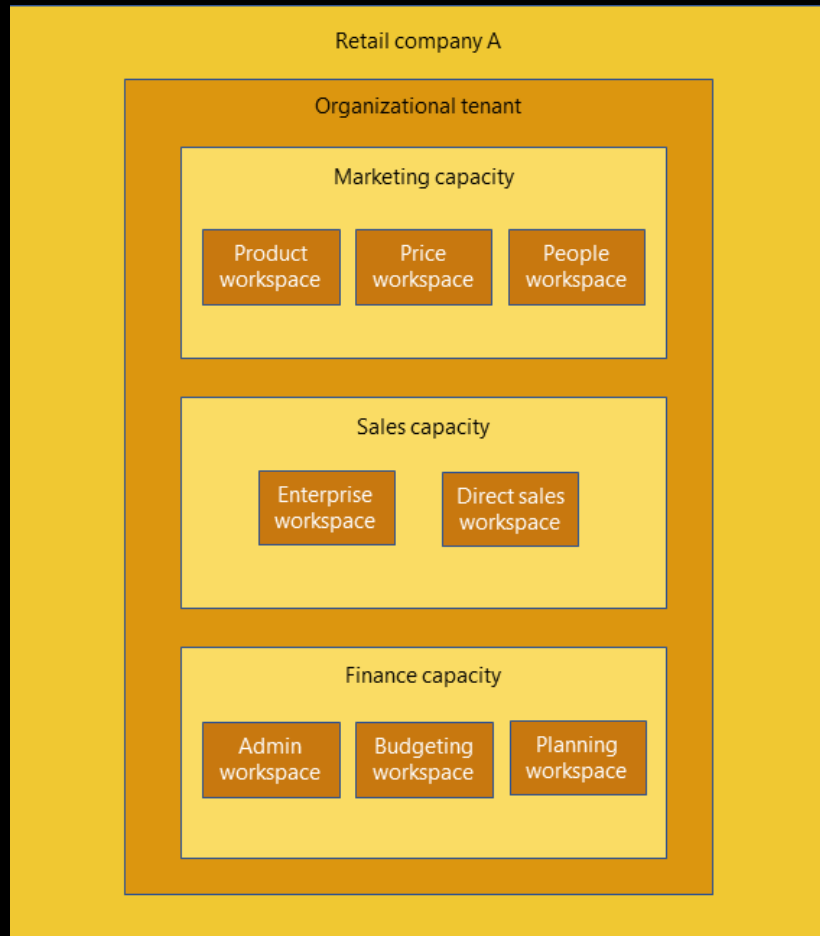 Retail company A
Organizational tenant
Marketing capacity
Product
workspace
Price
workspace
People
workspace
Sales capacity
Enterprise
workspace
Direct sales
workspace
Finance capacity
Admin
workspace
Budgeting
workspace
Planning
workspace